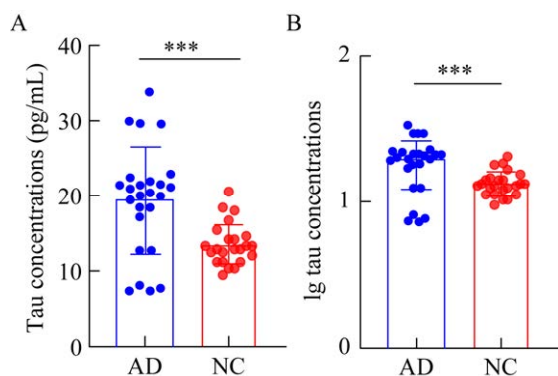 A
Tau concentrations (pg/mL)
40
30
20
10
0
***
AD
NC
B
lg tau concentrations
2
1
0
***
AD
NC